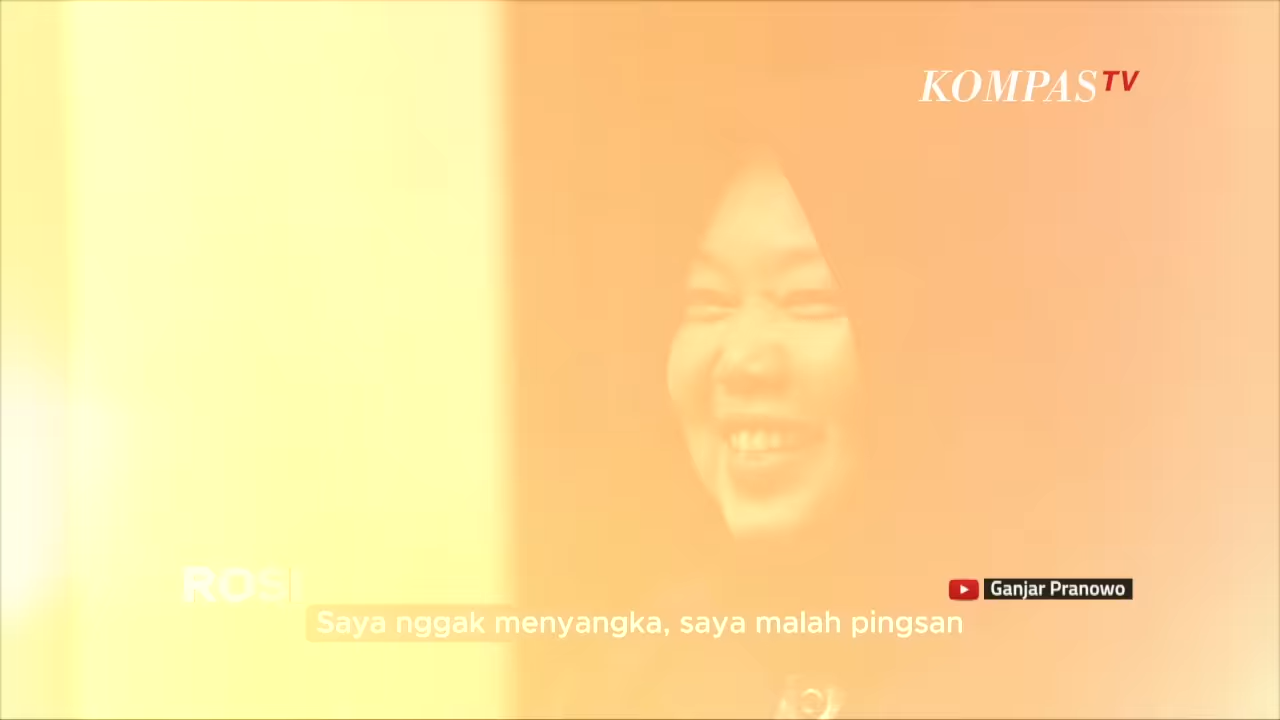 KOMPAS TV
ROSI
Ganjar Pranowo
Saya nggak menyangka, saya malah pingsan